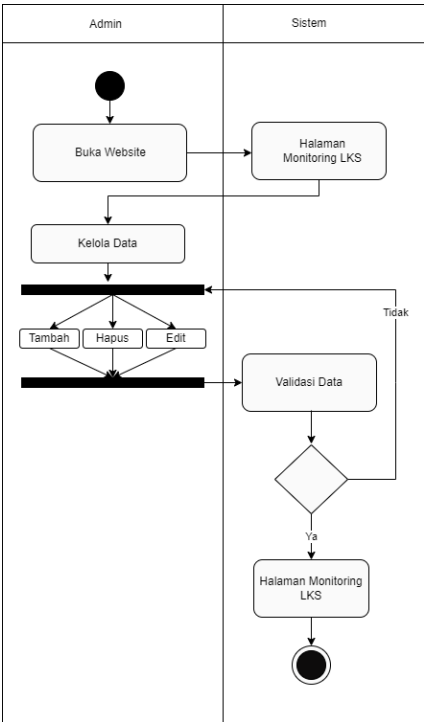 Admin
Sistem
Buka Website
Halaman
Monitoring LKS
Kelola Data
Tidak
Tambah
Hapus
Edit
Validasi Data
Ya
Halaman Monitoring
LKS